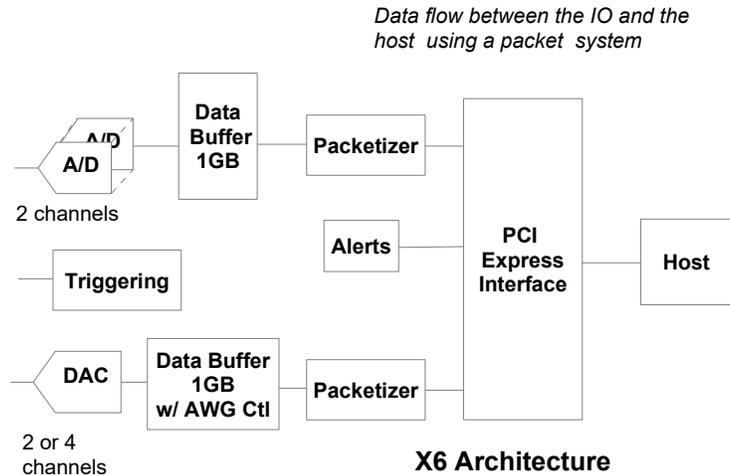 Data flow between the IO and the
host using a packet system
Data
Buffer
1GB
A/D
A/D
Packetizer
2 channels
Alerts
PCI
Express
Interface
Host
Triggering
DAC
Data Buffer
1GB
w/ AWG Ctl
Packetizer
2 or 4
channels
X6 Architecture